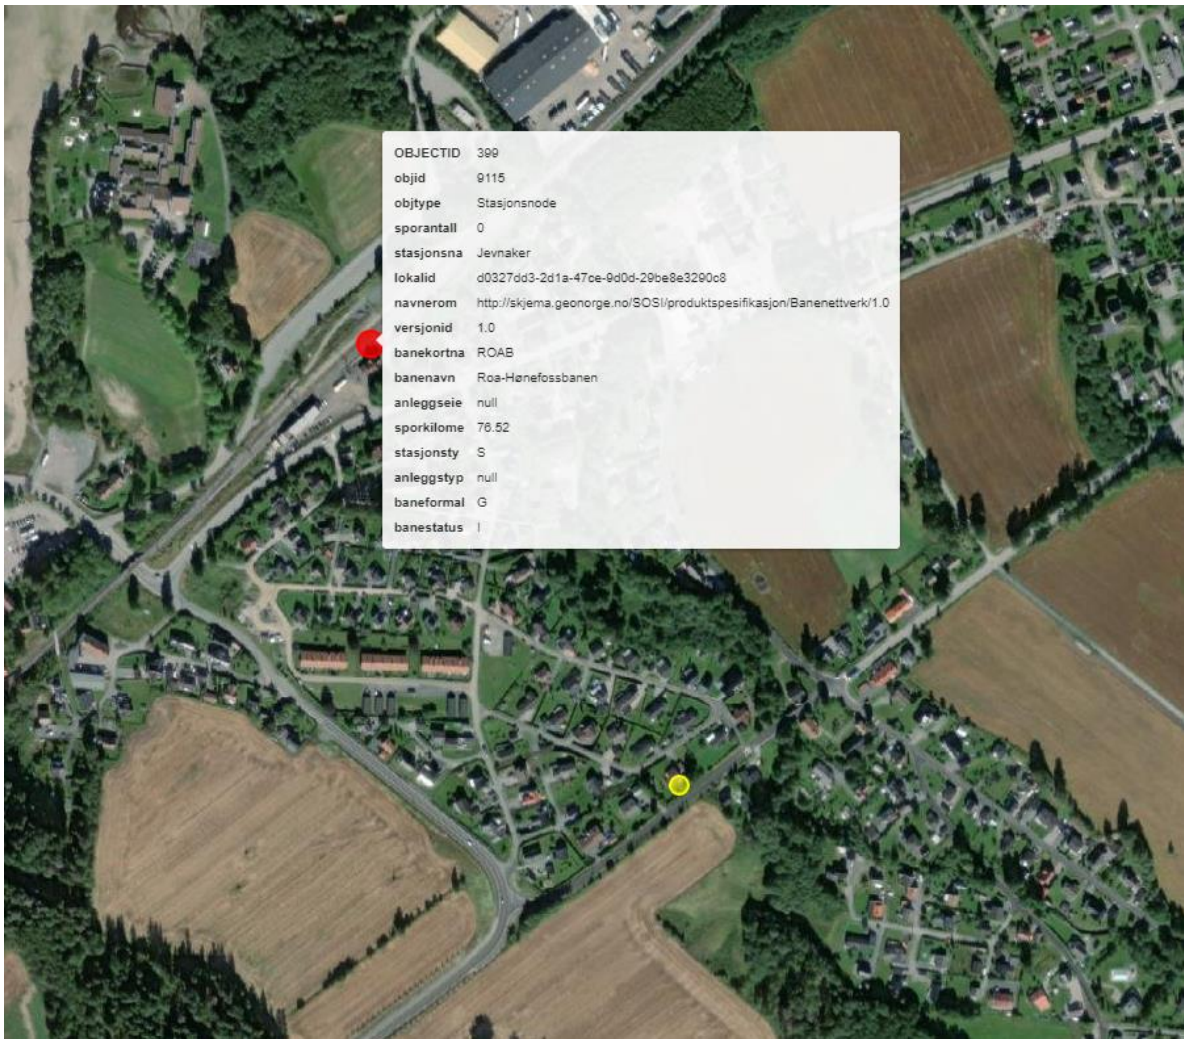 OBJECTID 399
objid 9115
objtype Stasjonsnode
sporantall 0
stasjonsna Jevnaker
lokalid d0327dd3-2d1a-47ce-9d0d-29be8e3290c8
navnerom http://skjema.geonorge.no/SOSI/produktspesifikasjon/Banenettverk/1.0
versjonid 1.0
banekortna ROAB
banenavn Roa-Hønefossbanen
anleggseie null
sporkilome 76.52
stasjonsty S
anleggstyp null
baneformal G
banestatus I